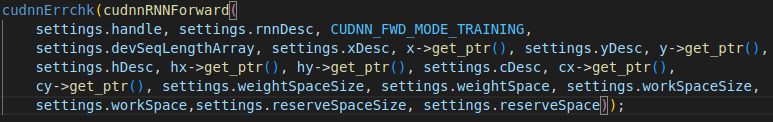 cudnnErrchk(cudnnRNNForward(
settings.handle, settings.rnnDesc, CUDNN_FWD_MODE_TRAINING,
settings.devSeqLengthArray, settings.xDesc, x->get_ptr(), settings.yDesc, y->get_ptr(),
settings.hDesc, hx->get_ptr(), hy->get_ptr(), settings.cDesc, cx->get_ptr(),
cy->get_ptr(), settings.weightSpaceSize, settings.weightSpace, settings.workSpaceSize,
settings.workSpace,settings.reserveSpaceSize, settings.reserveSpace));